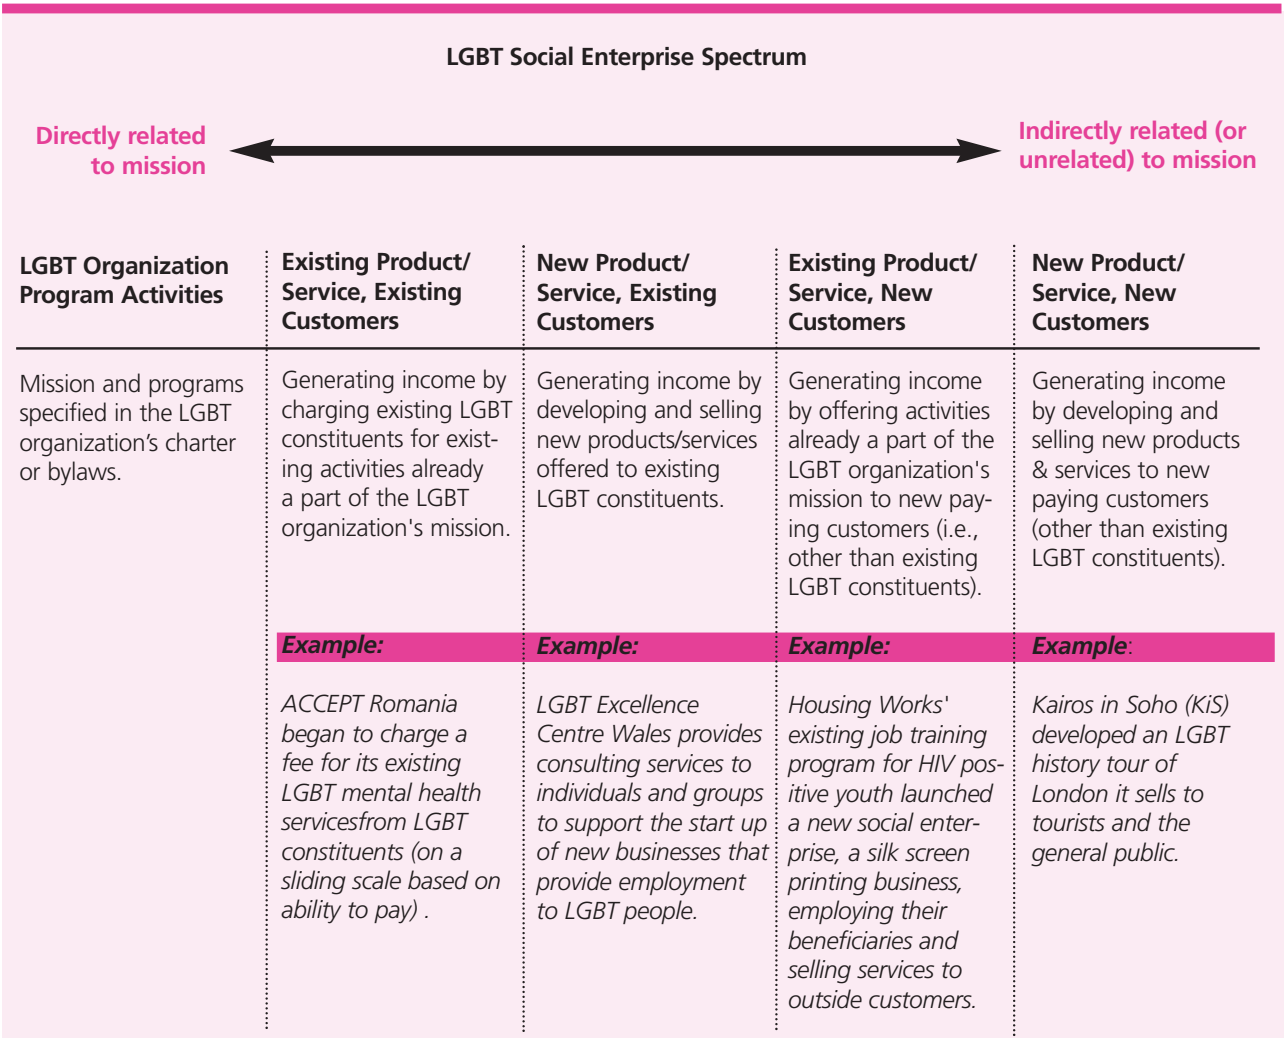 LGBT Social Enterprise Spectrum
Directly related
to mission
Indirectly related (or
unrelated) to mission
LGBT Organization
Program Activities
Existing Product/
Service, Existing
Customers
New Product/
Service, Existing
Customers
Existing Product/
Service, New
Customers
New Product/
Service, New
Customers
Mission and programs
specified in the LGBT
organization’s charter
or bylaws.
Generating income by
charging existing LGBT
constituents for exist-
ing activities already
a part of the LGBT
organization's mission.
Generating income by
developing and selling
new products/services
offered to existing
LGBT constituents.
Generating income
by offering activities
already a part of the
LGBT organization's
mission to new pay-
ing customers (i.e.,
other than existing
LGBT constituents).
Generating income
by developing and
selling new products
& services to new
paying customers
(other than existing
LGBT constituents).
Example:
ACCEPT Romania
began to charge a
fee for its existing
LGBT mental health
servicesfrom LGBT
constituents (on a
sliding scale based on
ability to pay) .
Example:
LGBT Excellence
Centre Wales provides
consulting services to
individuals and groups
to support the start up
of new businesses that
provide employment
to LGBT people.
Example:
Housing Works'
existing job training
program for HIV pos-
itive youth launched
a new social enter-
prise, a silk screen
printing business,
employing their
beneficiaries and
selling services to
outside customers.
Example:
Kairos in Soho (KiS)
developed an LGBT
history tour of
London it sells to
tourists and the
general public.